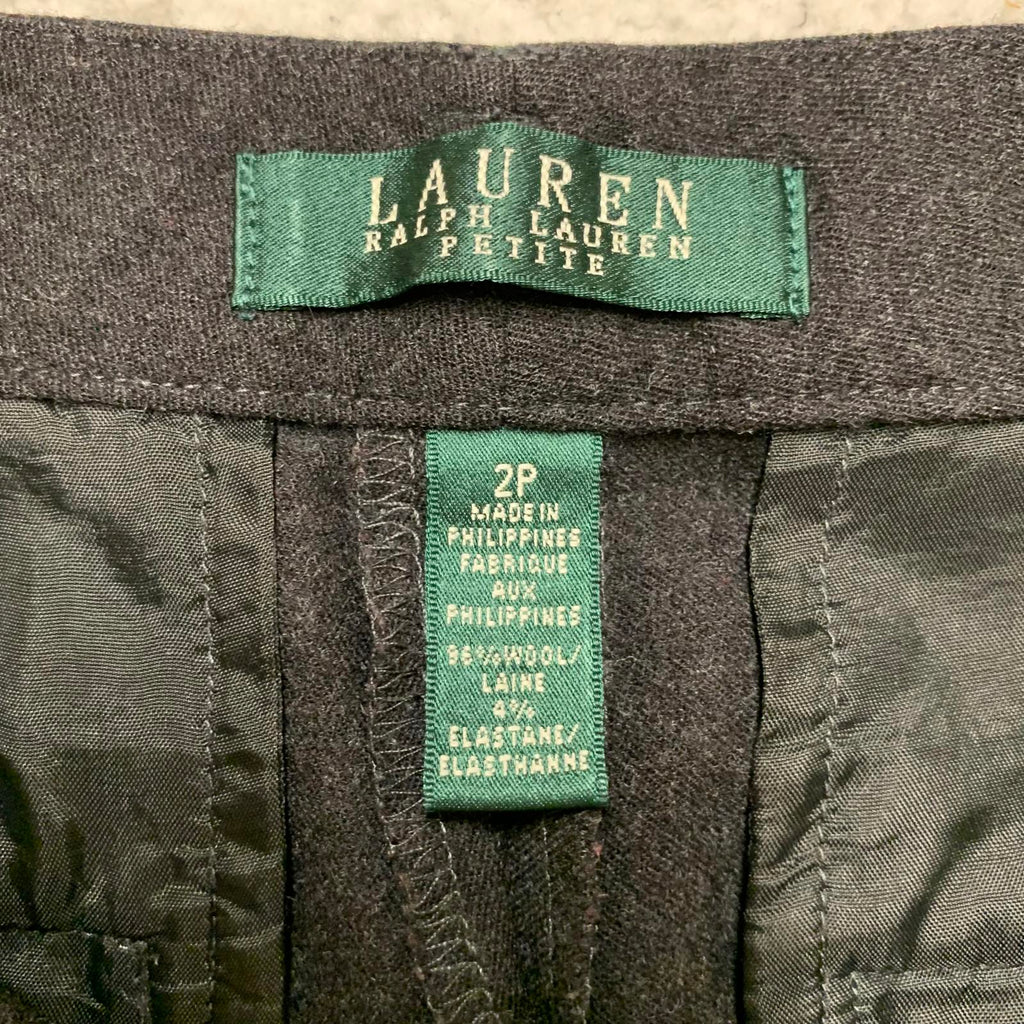 LAUREN
RALPH LAUREN
PETITE
2P
MADE IN
PHILIPPINES
FABRIQUE
AUX
PHILIPPINES
96% WOOL/
LAINE
4%
ELASTANE/
ELASTHANNE